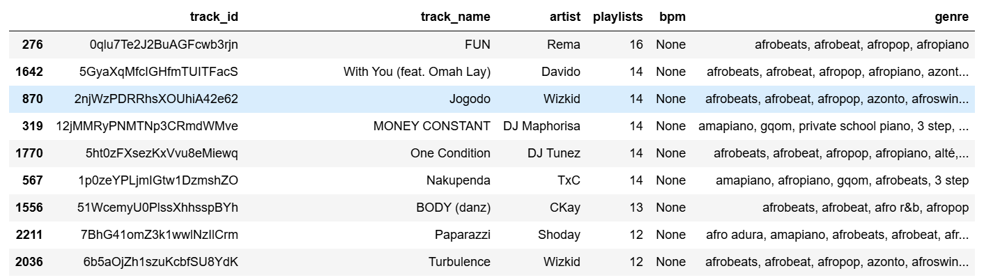 track_id track_name artist playlists bpm genre
276 0qlu7Te2J2BuAGFcwb3rjn FUN Rema 16 None afrobeats, afrobeat, afropop, afropiano
1642 5GyaXqMfcIGHfmTUITFacS With You (feat. Omah Lay) Davido 14 None afrobeats, afrobeat, afropop, afropiano, azont...
870 2njWzPDRRhsXOUhiA42e62 Jogodo Wizkid 14 None afrobeats, afrobeat, afropop, azonto, afroswin...
319 12jMMRyPNMTNp3CRmdWMve MONEY CONSTANT DJ Maphorisa 14 None amapiano, gqom, private school piano, 3 step, ...
1770 5ht0zFXsezKxVvu8eMiewq One Condition DJ Tunez 14 None afrobeats, afrobeat, afropop, afropiano, alté,...
567 1p0zeYPLjmIGtw1DzmshZO Nakupenda TxC 14 None amapiano, afropiano, gqom, afrobeats, 3 step
1556 51WcemyU0PlssXhhsspBYh BODY (danz) CKay 13 None afrobeats, afrobeat, afro r&b, afropop
2211 7BhG41omZ3k1wwlNzIlCrm Paparazzi Shoday 12 None afro adura, amapiano, afrobeats, afrobeat, afr...
2036 6b5aOjZh1szuKcbfSU8YdK Turbulence Wizkid 12 None afrobeats, afrobeat, afropop, azonto, afroswin...